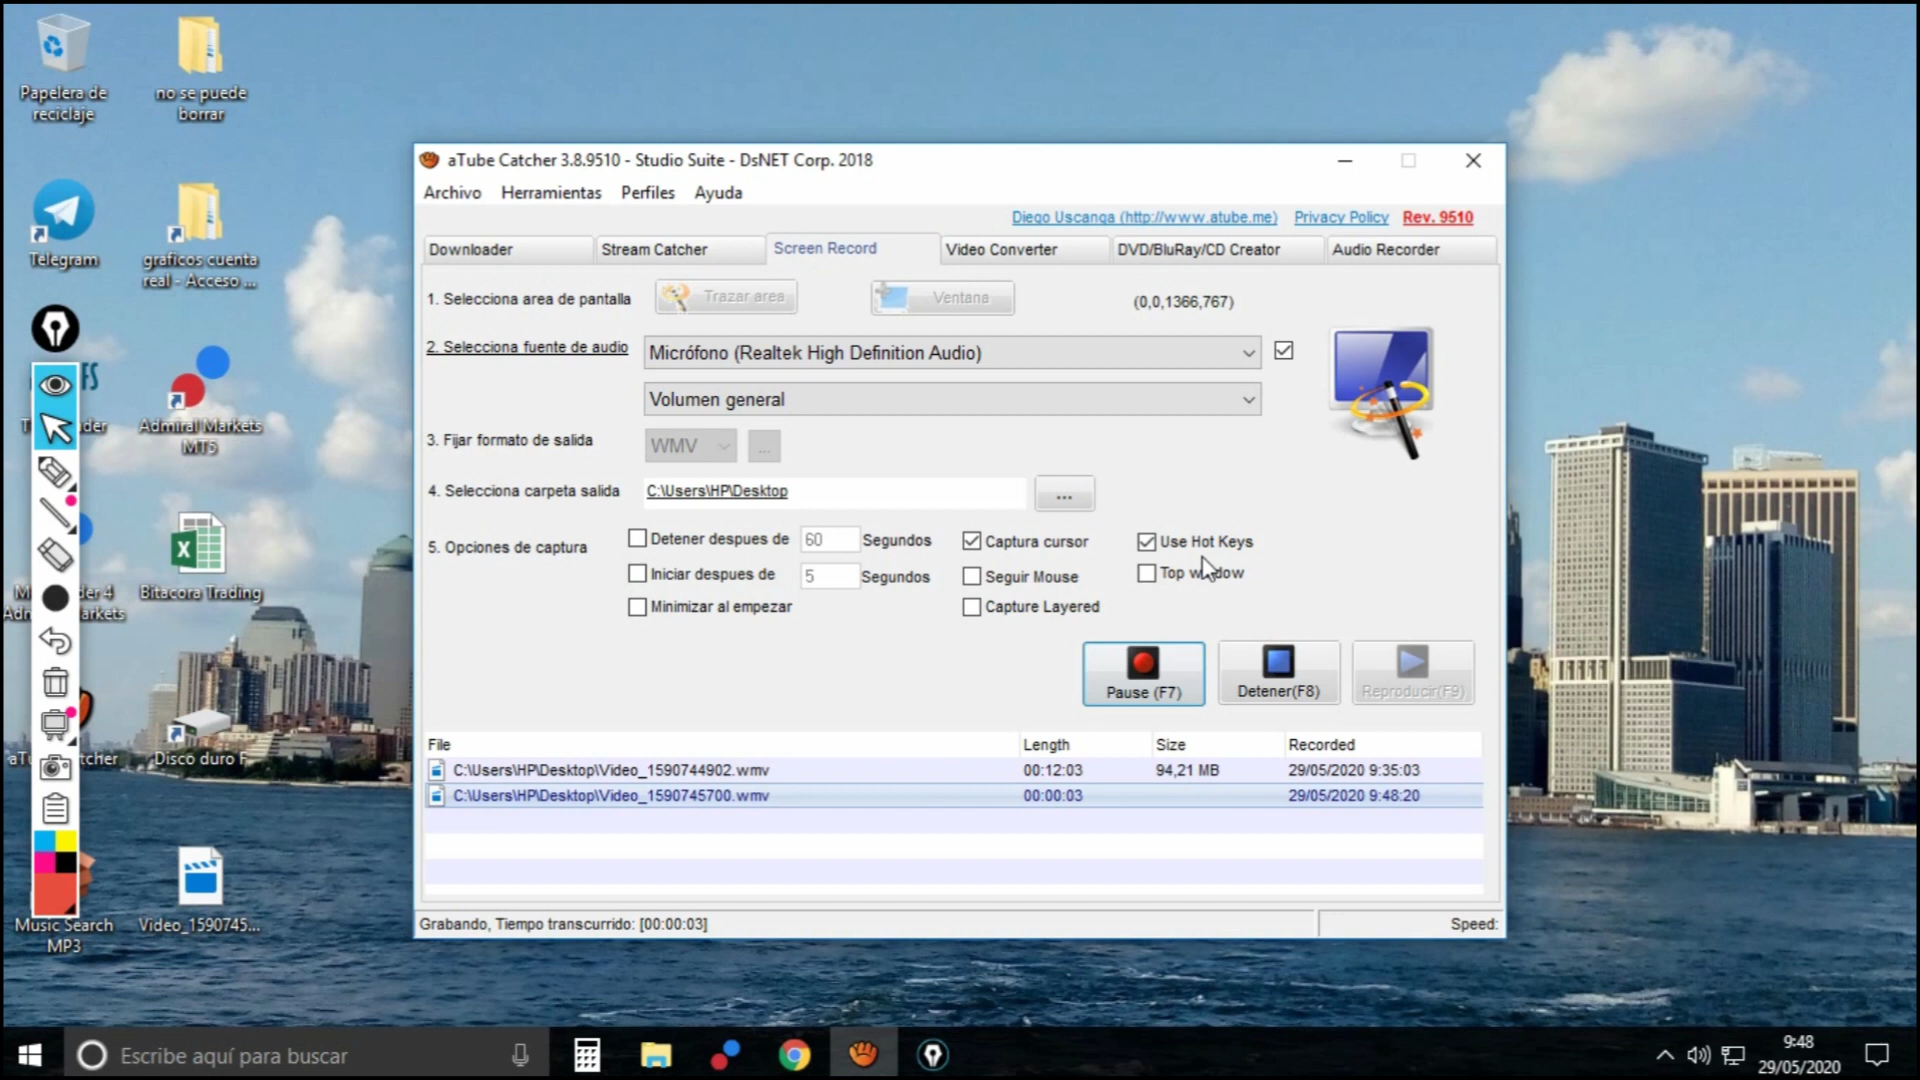 Papelera de
reciclaje
no se puede
borrar
Telegram
graficos cuenta
real - Acceso ...
Admiral Markets
MT5
Bitacora Trading
Disco duro F
Music Search
MP3
Video_1590745...
aTube Catcher 3.8.9510 - Studio Suite - DsNET Corp. 2018
Archivo Herramientas Perfiles Ayuda
Diego Uscanga (http://www.atube.me) Privacy Policy Rev. 9510
Downloader Stream Catcher Screen Record Video Converter DVD/BluRay/CD Creator Audio Recorder
1. Selecciona area de pantalla Trazar area Ventana (0,0,1366,767)
2. Selecciona fuente de audio Micrófono (Realtek High Definition Audio)
Volumen general
3. Fijar formato de salida WMV ...
4. Selecciona carpeta salida C:\Users\HP\Desktop ...
5. Opciones de captura
Detener despues de 60 Segundos Captura cursor Use Hot Keys
Iniciar despues de 5 Segundos Seguir Mouse Top window
Minimizar al empezar Capture Layered
Pause (F7) Detener(F8) Reproducir(F9)
File Length Size Recorded
C:\Users\HP\Desktop\Video_1590744902.wmv 00:12:03 94,21 MB 29/05/2020 9:35:03
C:\Users\HP\Desktop\Video_1590745700.wmv 00:00:03 29/05/2020 9:48:20
Grabando, Tiempo transcurrido: [00:00:03] Speed:
Escribe aquí para buscar
9:48
29/05/2020